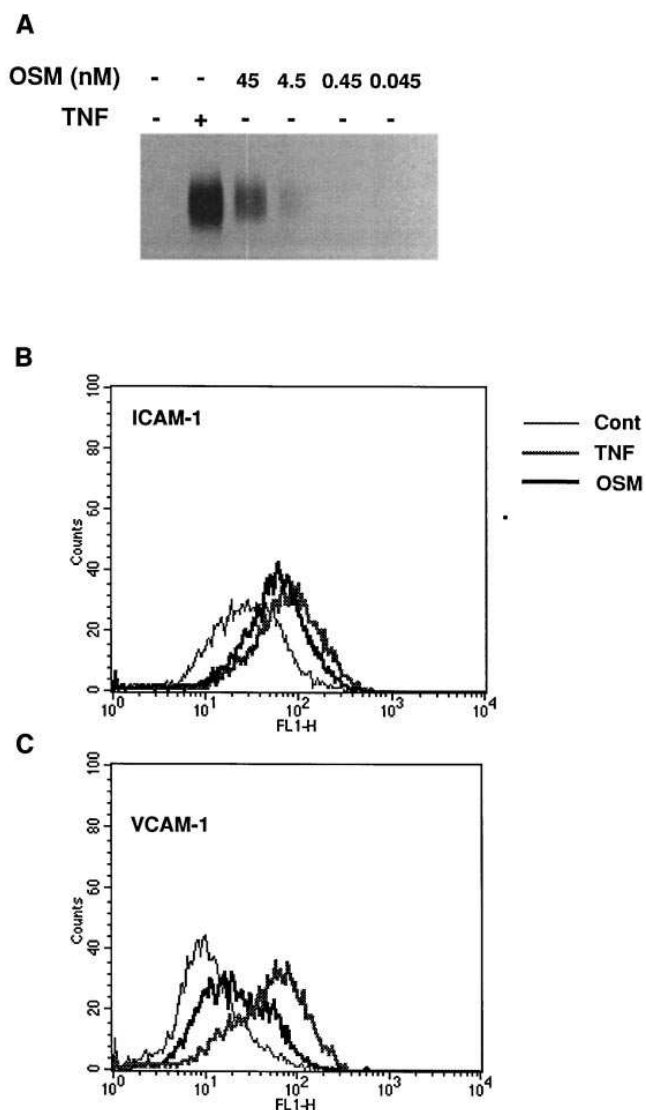 A
OSM (nM) - - 45 4.5 0.45 0.045
TNF - + - - - -
B
ICAM-1
Counts
0 20 40 60 80 100
10^0 10^1 10^2 10^3 10^4
FL1-H
Cont
TNF
OSM
C
VCAM-1
Counts
0 20 40 60 80 100
10^0 10^1 10^2 10^3 10^4
FL1-H